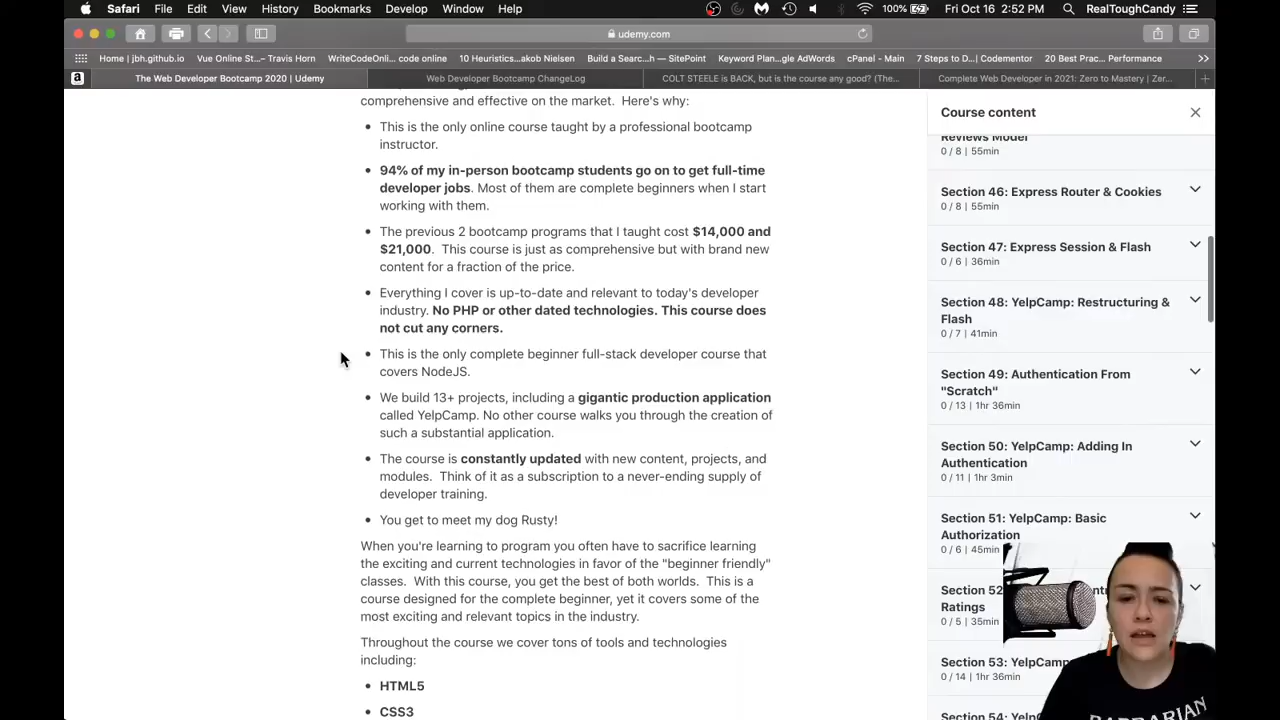 Safari File Edit View History Bookmarks Develop Window Help 100% Fri Oct 16 2:52 PM RealToughCandy
udemy.com
Home | jbh.github.io Vue Online St...– Travis Horn WriteCodeOnli... code online 10 Heuristics...akob Nielsen Build a Searc...h — SitePoint Keyword Plan...gle AdWords cPanel - Main 7 Steps to D...| Codementor 20 Best Prac... Performance >>
a The Web Developer Bootcamp 2020 | Udemy Web Developer Bootcamp ChangeLog COLT STEELE is BACK, but is the course any good? (The... Complete Web Developer in 2021: Zero to Mastery | Zer... +
comprehensive and effective on the market. Here's why:
• This is the only online course taught by a professional bootcamp
instructor.
• 94% of my in-person bootcamp students go on to get full-time
developer jobs. Most of them are complete beginners when I start
working with them.
• The previous 2 bootcamp programs that I taught cost $14,000 and
$21,000. This course is just as comprehensive but with brand new
content for a fraction of the price.
• Everything I cover is up-to-date and relevant to today's developer
industry. No PHP or other dated technologies. This course does
not cut any corners.
• This is the only complete beginner full-stack developer course that
covers NodeJS.
• We build 13+ projects, including a gigantic production application
called YelpCamp. No other course walks you through the creation of
such a substantial application.
• The course is constantly updated with new content, projects, and
modules. Think of it as a subscription to a never-ending supply of
developer training.
• You get to meet my dog Rusty!
When you're learning to program you often have to sacrifice learning
the exciting and current technologies in favor of the "beginner friendly"
classes. With this course, you get the best of both worlds. This is a
course designed for the complete beginner, yet it covers some of the
most exciting and relevant topics in the industry.
Throughout the course we cover tons of tools and technologies
including:
• HTML5
• CSS3
Course content
Reviews Model
0 / 8 | 55min
Section 46: Express Router & Cookies
0 / 8 | 55min
Section 47: Express Session & Flash
0 / 6 | 36min
Section 48: YelpCamp: Restructuring &
Flash
0 / 7 | 41min
Section 49: Authentication From
"Scratch"
0 / 13 | 1hr 36min
Section 50: YelpCamp: Adding In
Authentication
0 / 11 | 1hr 3min
Section 51: YelpCamp: Basic
Authorization
0 / 6 | 45min
Section 52
Ratings
0 / 5 | 35min
Section 53: YelpCamp
0 / 14 | 1hr 36min
Section 54:
BARBARIAN